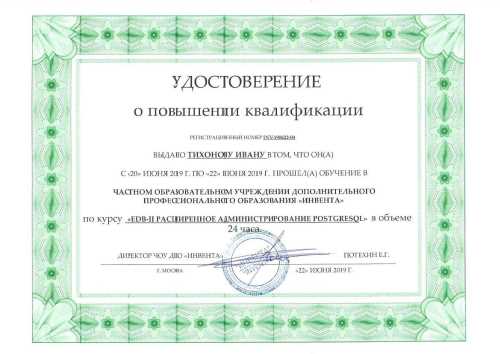 УДОСТОВЕРЕНИЕ
о повышении квалификации
РЕГИСТРАЦИОННЫЙ НОМЕР
ВЫДАНО ТИХОНОВУ ИВАНУ В ТОМ, ЧТО ОН(А)
С «20» ИЮНЯ 2019 Г. ПО «22» ИЮНЯ 2019 Г. ПРОШЕЛ(А) ОБУЧЕНИЕ В
ЧАСТНОМ ОБРАЗОВАТЕЛЬНОМ УЧРЕЖДЕНИИ ДОПОЛНИТЕЛЬНОГО
ПРОФЕССИОНАЛЬНОГО ОБРАЗОВАНИЯ «ИНВЕНТА»
по курсу «EDB-II РАСШИРЕННОЕ АДМИНИСТРИРОВАНИЕ POSTGRESQL» в объеме
24 часа.
ДИРЕКТОР ЧОУ ДПО «ИНВЕНТА» ПОТЕХИН Е.Г.
Г. МОСКВА «22» ИЮНЯ 2019 Г.